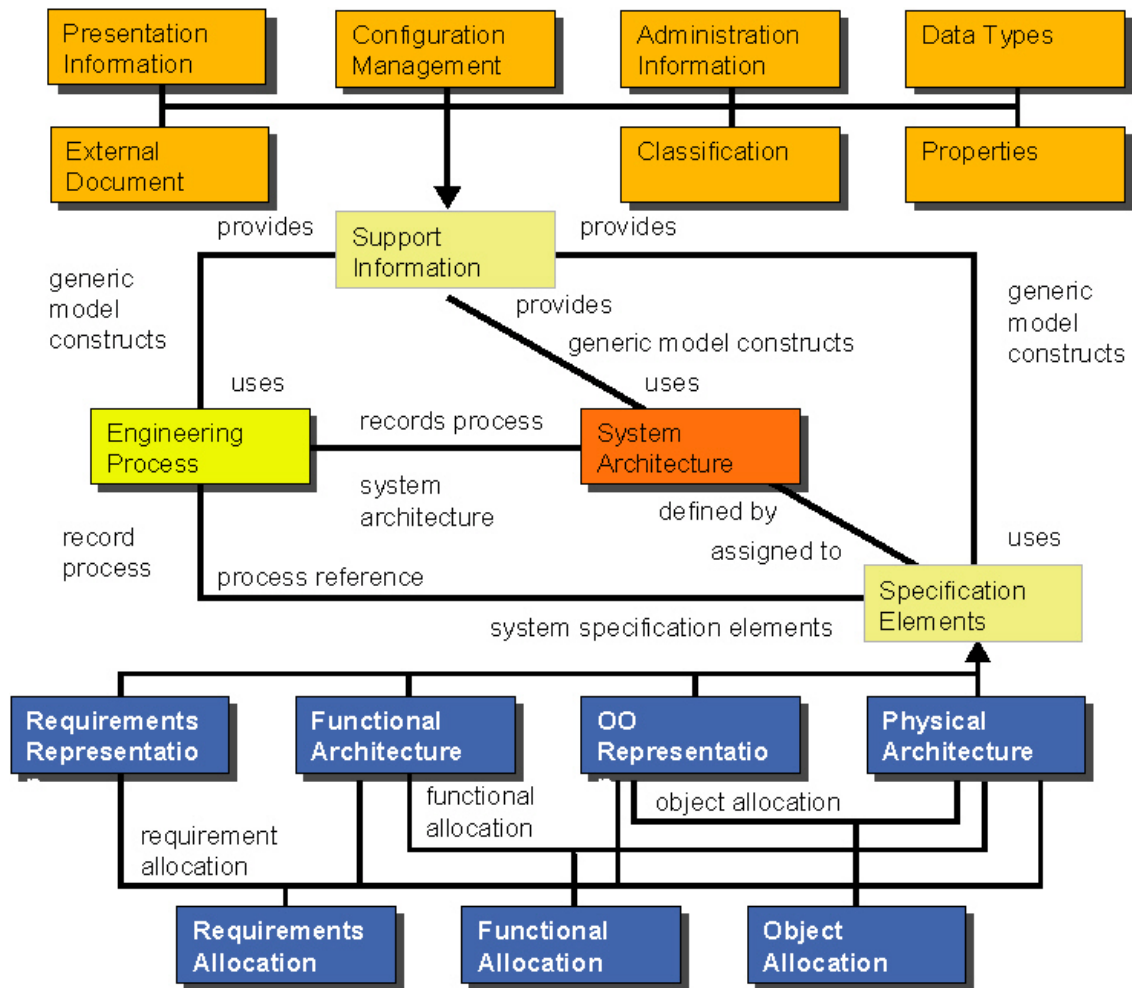 Presentation
Information
Configuration
Management
Administration
Information
Data Types
External
Document
Classification
Properties
provides
Support
Information
provides
generic
model
constructs
provides
generic model constructs
generic
model
constructs
uses
uses
Engineering
Process
records process
System
Architecture
system
architecture
defined by
record
process
assigned to
uses
process reference
Specification
Elements
system specification elements
Requirements
Representatio
Functional
Architecture
OO
Representatio
Physical
Architecture
functional
allocation
object allocation
requirement
allocation
Requirements
Allocation
Functional
Allocation
Object
Allocation